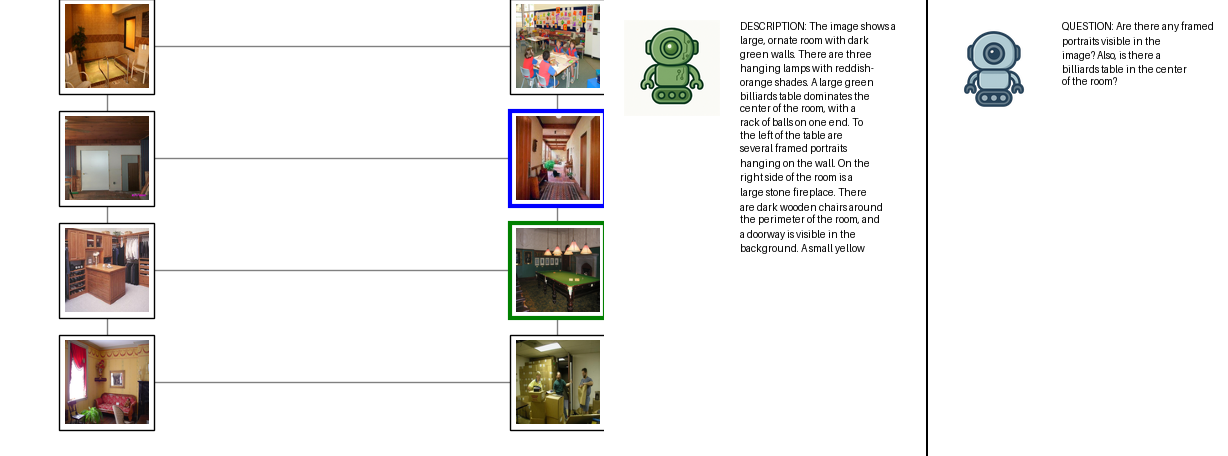 DESCRIPTION: The image shows a
large, ornate room with dark
green walls. There are three
hanging lamps with reddish-
orange shades. A large green
billiards table dominates the
center of the room, with a
rack of balls on one end. To
the left of the table are
several framed portraits
hanging on the wall. On the
right side of the room is a
large stone fireplace. There
are dark wooden chairs around
the perimeter of the room, and
a doorway is visible in the
background. A small yellow
QUESTION: Are there any framed
portraits visible in the
image? Also, is there a
billiards table in the center
of the room?